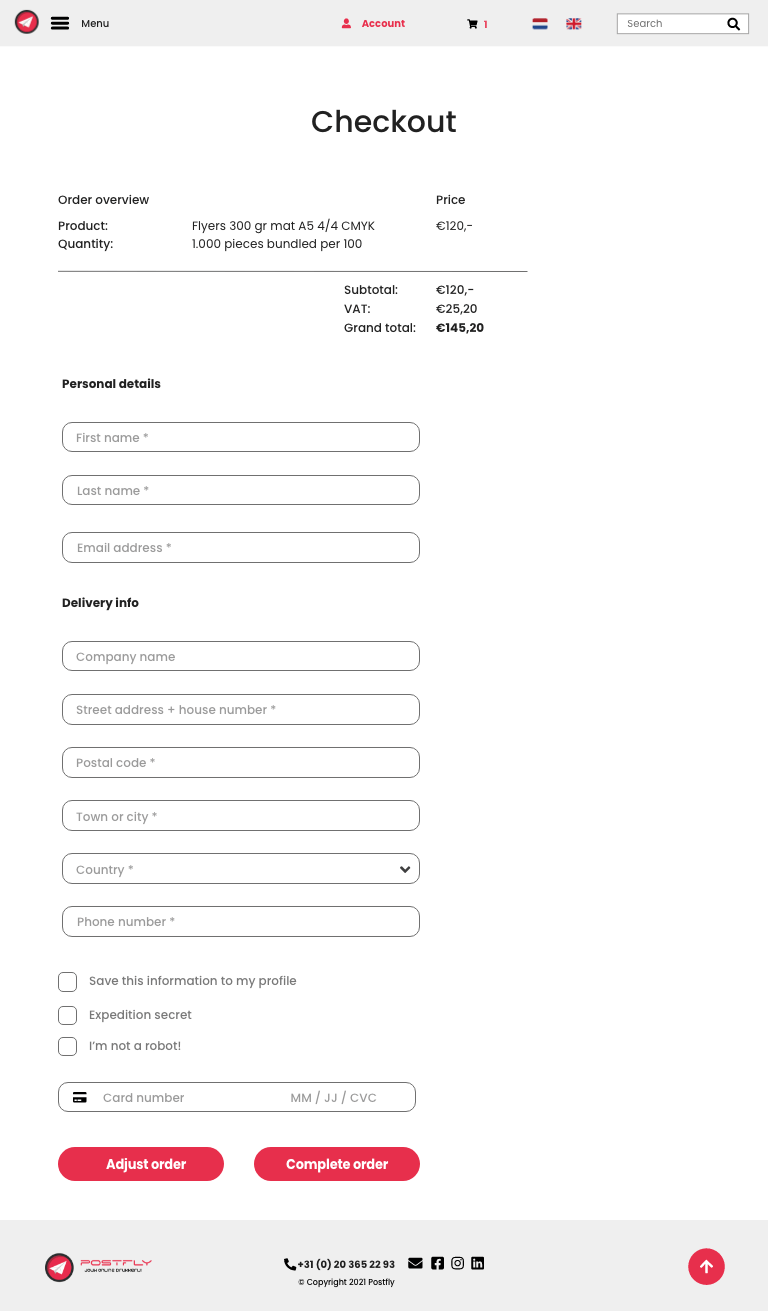 Menu
Account
1
Search
Checkout
Order overview
Price
Product:
Flyers 300 gr mat A5 4/4 CMYK
€120,-
Quantity:
1.000 pieces bundled per 100
Subtotal:
€120,-
VAT:
€25,20
Grand total:
€145,20
Personal details
First name *
Last name *
Email address *
Delivery info
Company name
Street address + house number *
Postal code *
Town or city *
Country *
Phone number *
Save this information to my profile
Expedition secret
I'm not a robot!
Card number
MM / JJ / CVC
Adjust order
Complete order
POSTFLY
+31 (0) 20 365 22 93
© Copyright 2021 Postfly